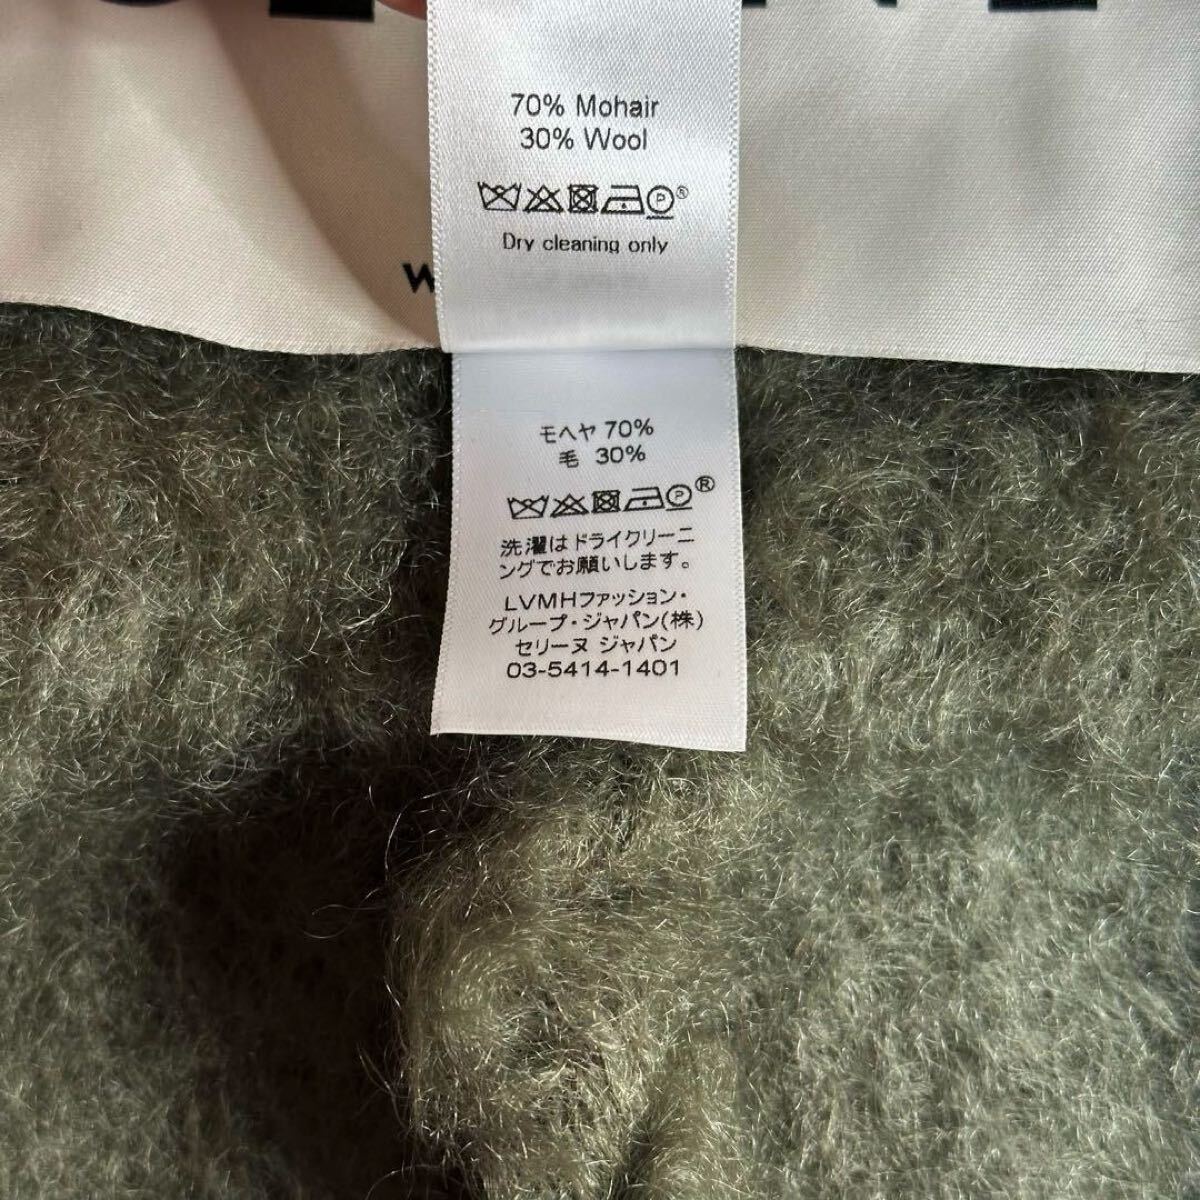 70% Mohair
30% Wool
P®
Dry cleaning only
W
モヘヤ 70%
毛 30%
P®
洗濯はドライクリーニ
ングでお願いします。
LVMHファッション・
グループ・ジャパン(株)
セリーヌ ジャパン
03-5414-1401